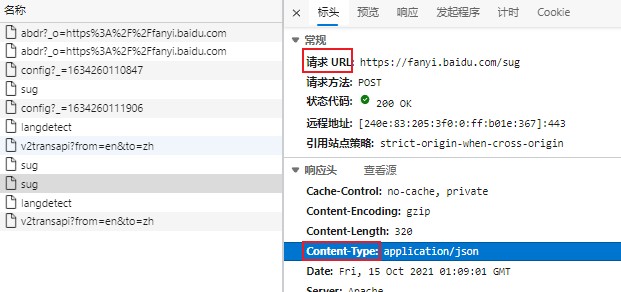 名称
abdr?_o=https%3A%2F%2Ffanyi.baidu.com
abdr?_o=https%3A%2F%2Ffanyi.baidu.com
config?_=1634260110847
sug
config?_=1634260111906
langdetect
v2transapi?from=en&to=zh
sug
sug
langdetect
v2transapi?from=en&to=zh
标头 预览 响应 发起程序 计时 Cookie
常规
请求 URL: https://fanyi.baidu.com/sug
请求方法: POST
状态代码: 200 OK
远程地址: [240e:83:205:3f0:0:ff:b01e:367]:443
引用站点策略: strict-origin-when-cross-origin
响应头 查看源
Cache-Control: no-cache, private
Content-Encoding: gzip
Content-Length: 320
Content-Type: application/json
Date: Fri, 15 Oct 2021 01:09:01 GMT
Server: Apache